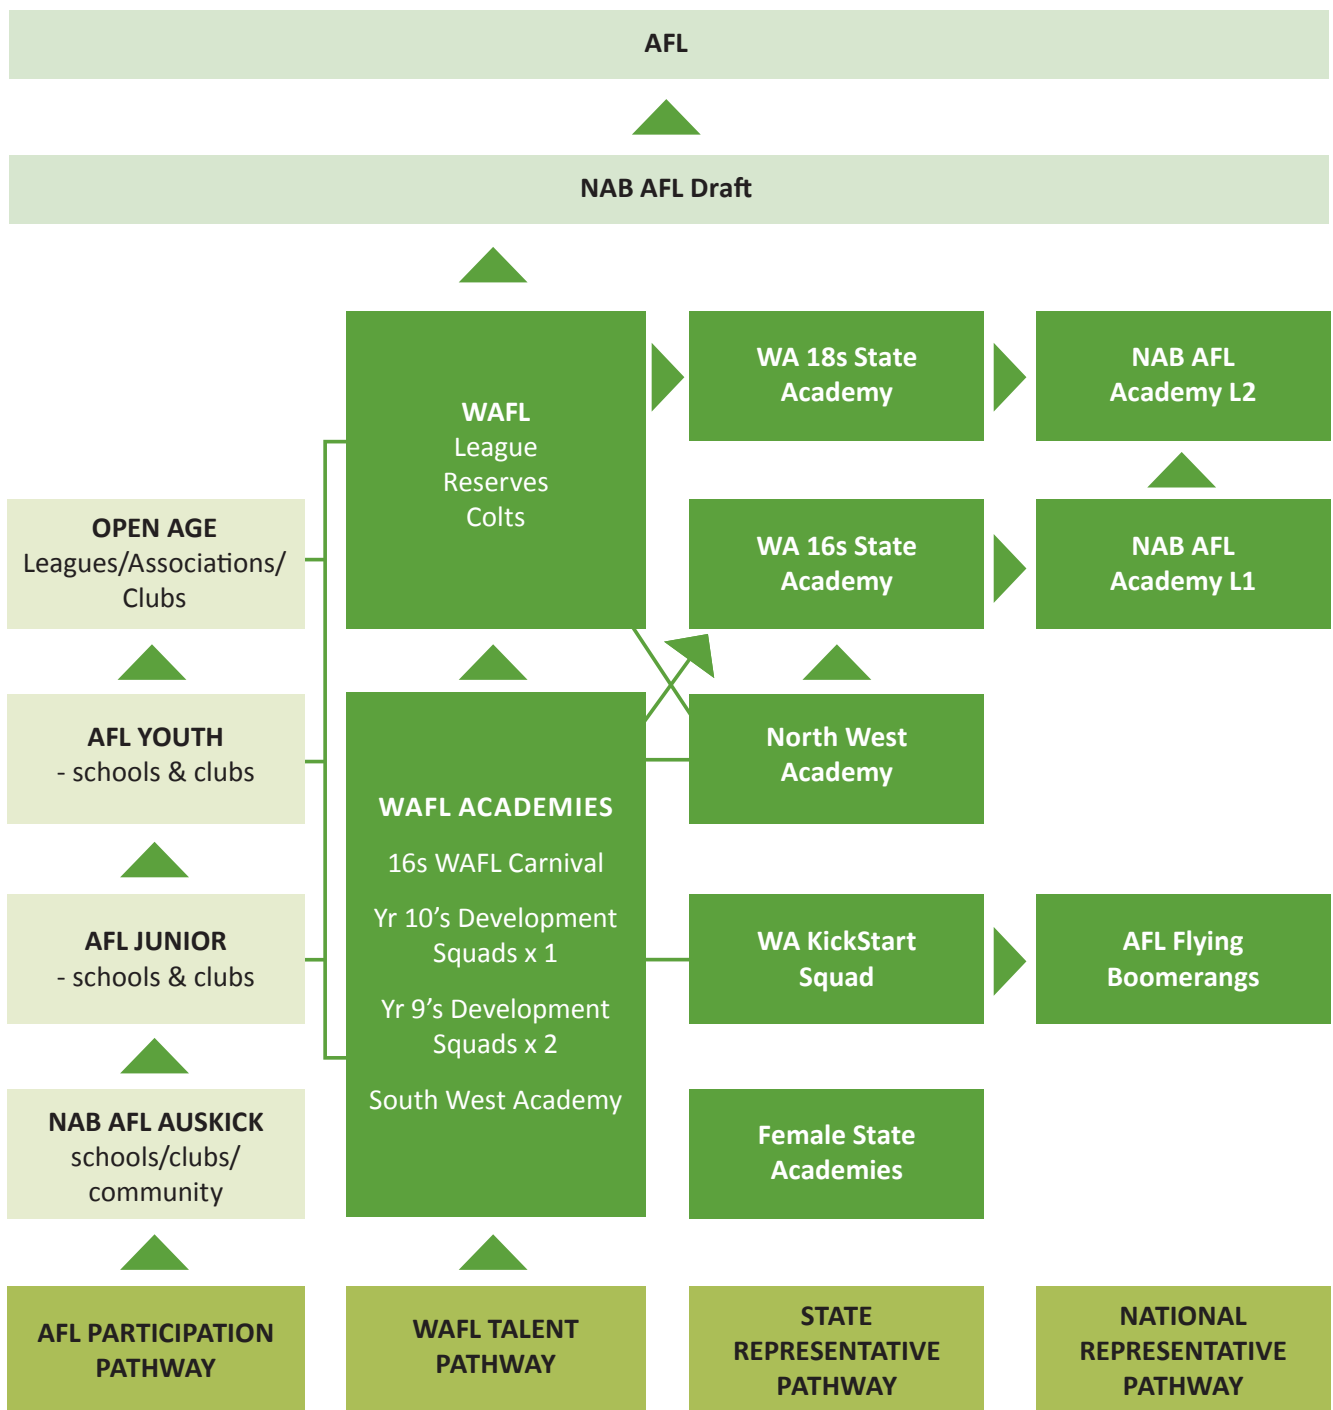 AFL
NAB AFL Draft
WAFL
League
Reserves
Colts
WA 18s State
Academy
NAB AFL
Academy L2
OPEN AGE
Leagues/Associations/
Clubs
WA 16s State
Academy
NAB AFL
Academy L1
AFL YOUTH
- schools & clubs
North West
Academy
WAFL ACADEMIES
16s WAFL Carnival
Yr 10’s Development
Squads x 1
Yr 9’s Development
Squads x 2
South West Academy
AFL JUNIOR
- schools & clubs
WA KickStart
Squad
AFL Flying
Boomerangs
NAB AFL AUSKICK
schools/clubs/
community
Female State
Academies
AFL PARTICIPATION
PATHWAY
WAFL TALENT
PATHWAY
STATE
REPRESENTATIVE
PATHWAY
NATIONAL
REPRESENTATIVE
PATHWAY